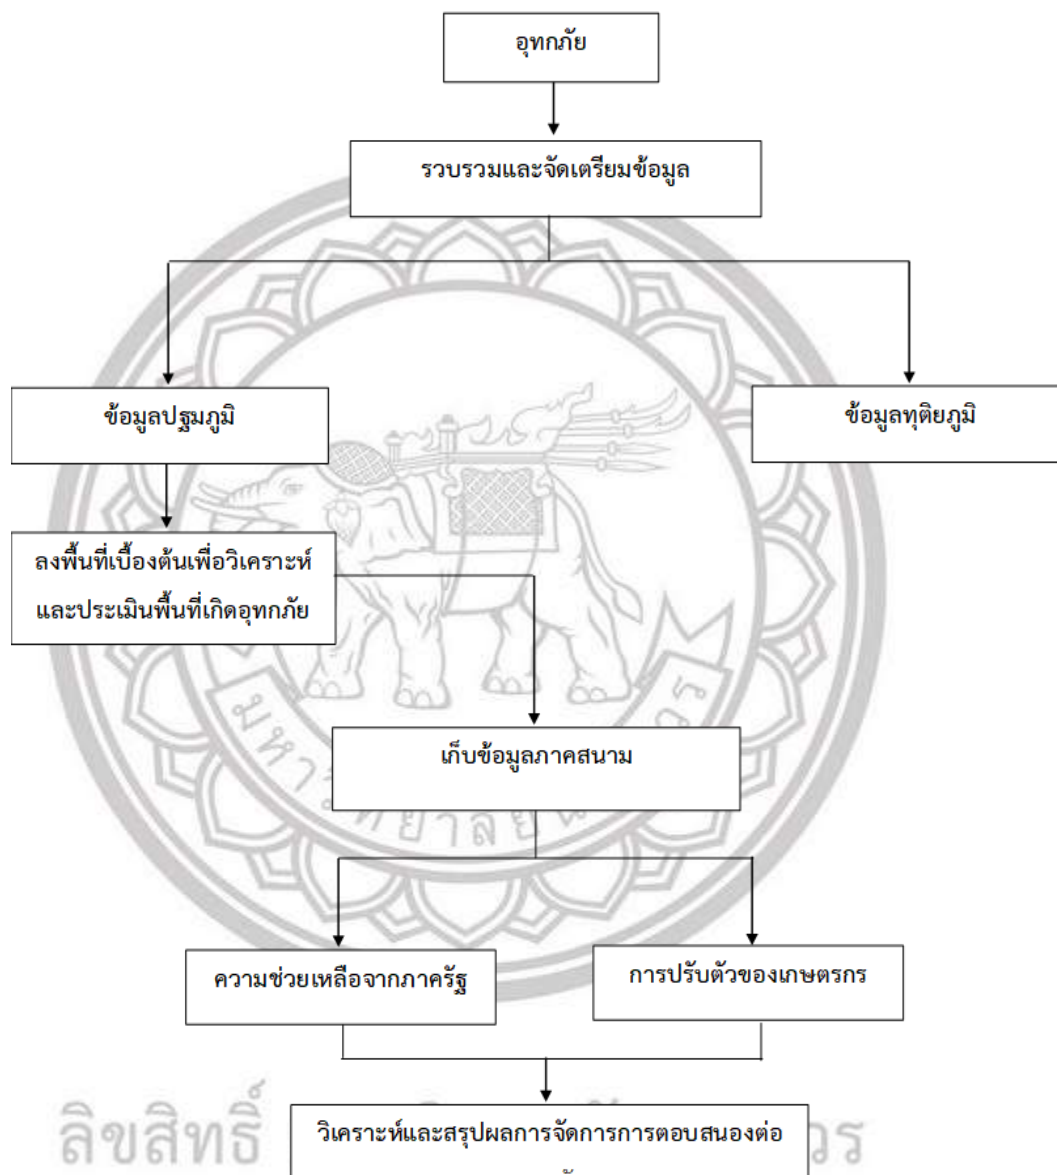 อุทกภัย
รวบรวมและจัดเตรียมข้อมูล
ข้อมูลปฐมภูมิ
ข้อมูลทุติยภูมิ
ลงพื้นที่เบื้องต้นเพื่อวิเคราะห์
และประเมินพื้นที่เกิดอุทกภัย
เก็บข้อมูลภาคสนาม
ความช่วยเหลือจากภาครัฐ
การปรับตัวของเกษตรกร
วิเคราะห์และสรุปผลการจัดการการตอบสนองต่อ
ลิขสิทธิ์